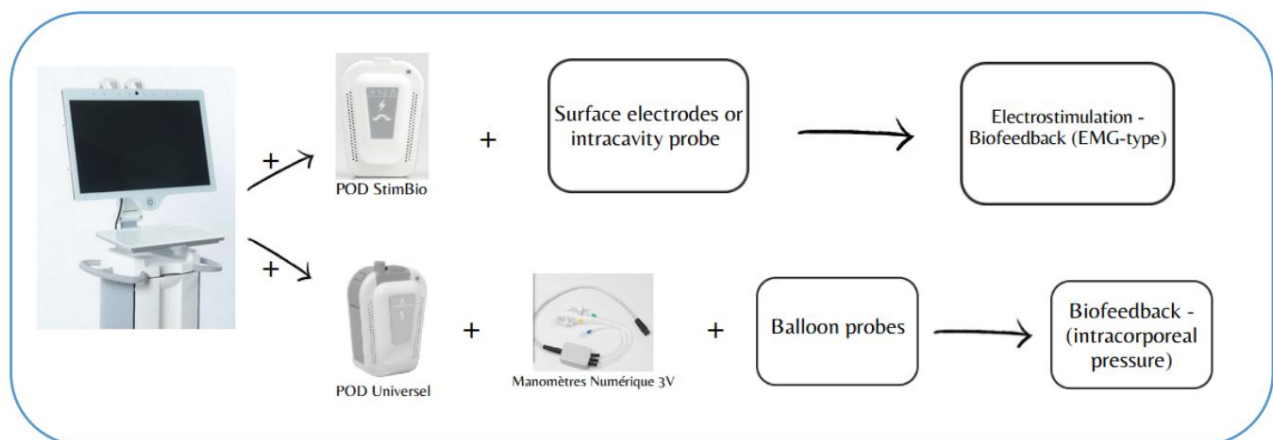 +
POD StimBio
+
Surface electrodes or
intracavity probe
Electrostimulation -
Biofeedback (EMG-type)
+
POD Universel
+
Manomètres Numérique 3V
+
Balloon probes
Biofeedback -
(intracorporeal
pressure)